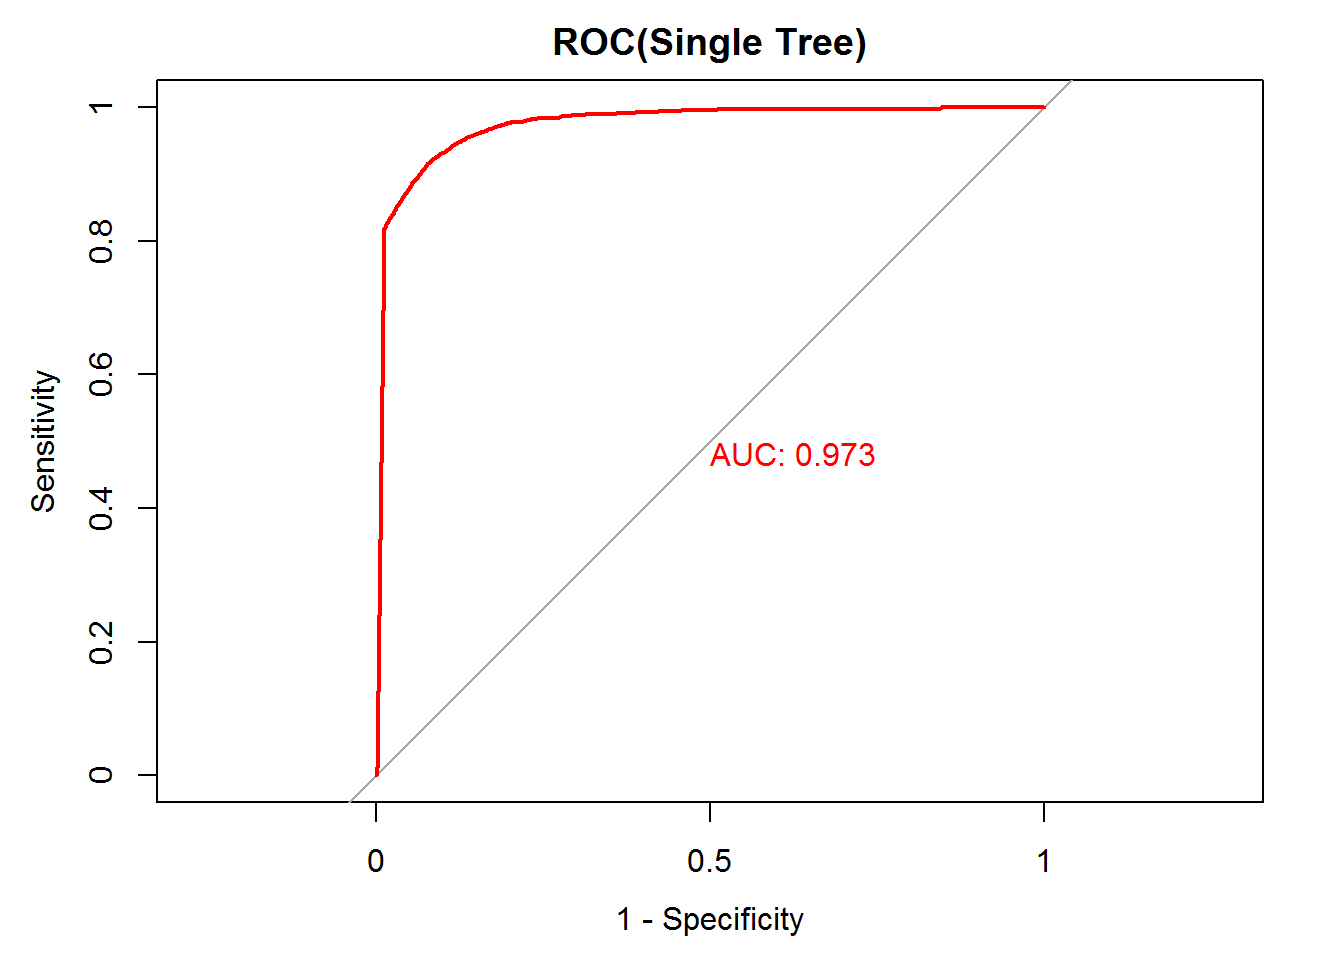 ROC(Single Tree)
Sensitivity
1
0.8
0.6
0.4
0.2
0
AUC: 0.973
0 0.5 1
1 - Specificity